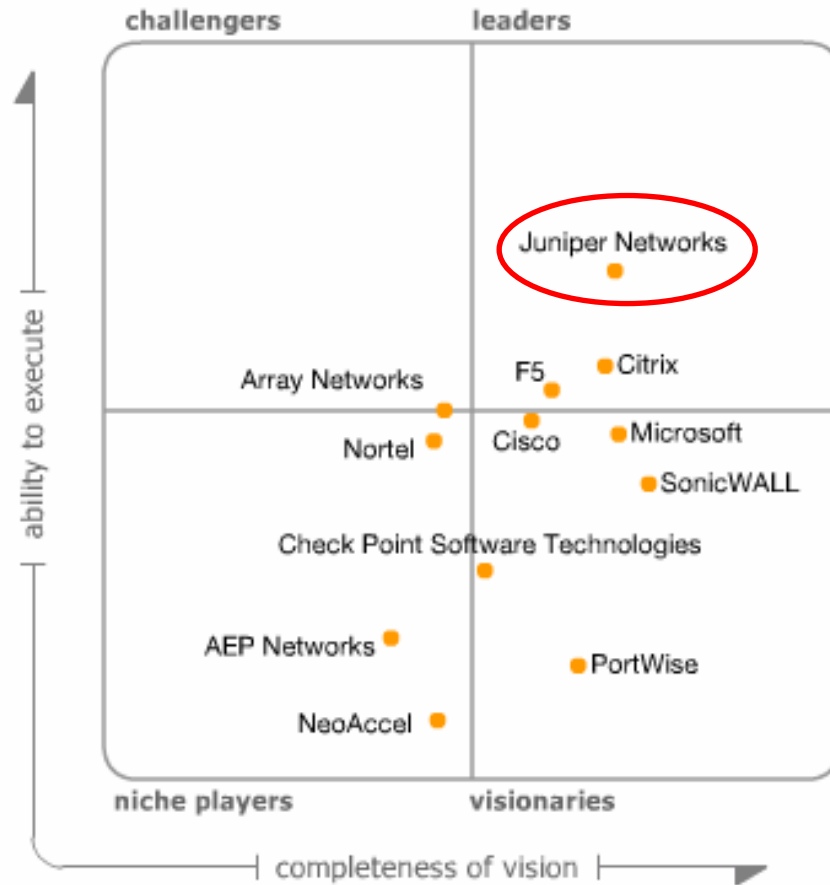 challengers
leaders
Juniper Networks
Citrix
F5
Array Networks
Cisco
Microsoft
Nortel
SonicWALL
Check Point Software Technologies
AEP Networks
PortWise
NeoAccel
niche players
visionaries
ability to execute
completeness of vision